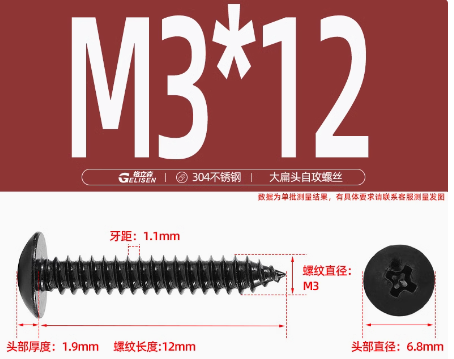 M3*12
格立森 GELISEN
304不锈钢
大扁头自攻螺丝
数据为单批测量结果，有具体要求请联系客服测量发图
牙距：1.1mm
螺纹直径：
M3
头部厚度：1.9mm
螺纹长度:12mm
头部直径：6.8mm